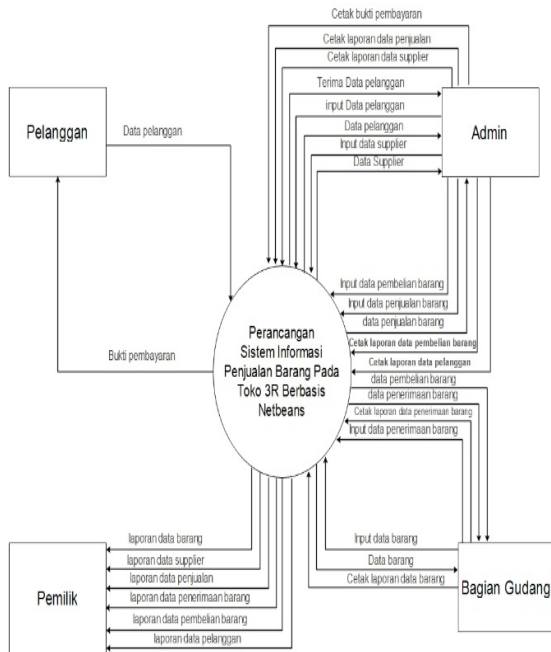 Cetak bukti pembayaran
Cetak laporan data penjualan
Cetak laporan data supplier
Terima Data pelanggan
input Data pelanggan
Data pelanggan
Input data supplier
Data Supplier
Pelanggan
Data pelanggan
Admin
Input data pembelian barang
Input data penjualan barang
data penjualan barang
Cetak laporan data pembelian barang
Cetak laporan data pelanggan
Perancangan
Sistem Informasi
Penjualan Barang Pada
Toko 3R Berbasis
Netbeans
Bukti pembayaran
data pembelian barang
data penerimaan barang
Cetak laporan data penerimaan barang
Input data penerimaan barang
Input data barang
Data barang
Cetak laporan data barang
Bagian Gudang
laporan data barang
laporan data supplier
laporan data penjualan
laporan data penerimaan barang
laporan data pembelian barang
laporan data pelanggan
Pemilik